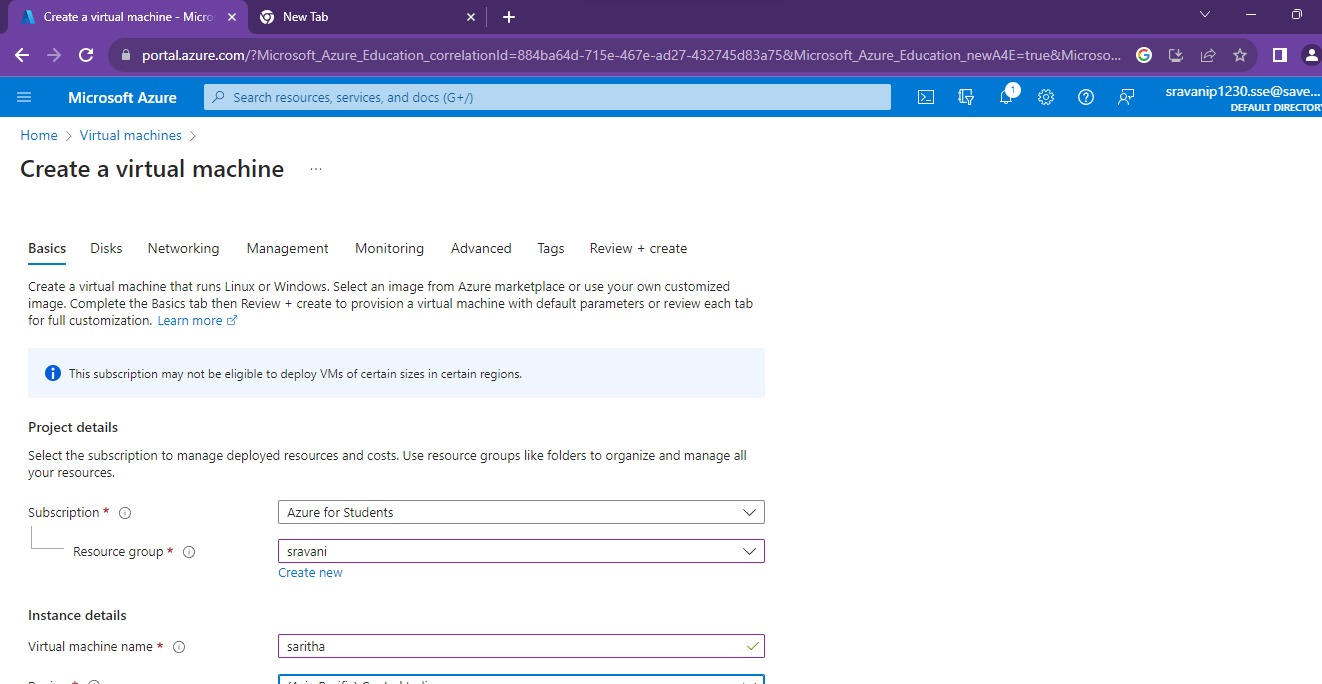 Create a virtual machine - Micro
New Tab
portal.azure.com/?Microsoft_Azure_Education_correlationId=884ba64d-715e-467e-ad27-432745d83a75&Microsoft_Azure_Education_newA4E=true&Microso...
Microsoft Azure
Search resources, services, and docs (G+/)
1
sravanip1230.sse@save...
DEFAULT DIRECTORY
Home > Virtual machines >
Create a virtual machine ...
Basics Disks Networking Management Monitoring Advanced Tags Review + create
Create a virtual machine that runs Linux or Windows. Select an image from Azure marketplace or use your own customized
image. Complete the Basics tab then Review + create to provision a virtual machine with default parameters or review each tab
for full customization. Learn more
This subscription may not be eligible to deploy VMs of certain sizes in certain regions.
Project details
Select the subscription to manage deployed resources and costs. Use resource groups like folders to organize and manage all
your resources.
Subscription *
Azure for Students
Resource group *
sravani
Create new
Instance details
Virtual machine name *
saritha